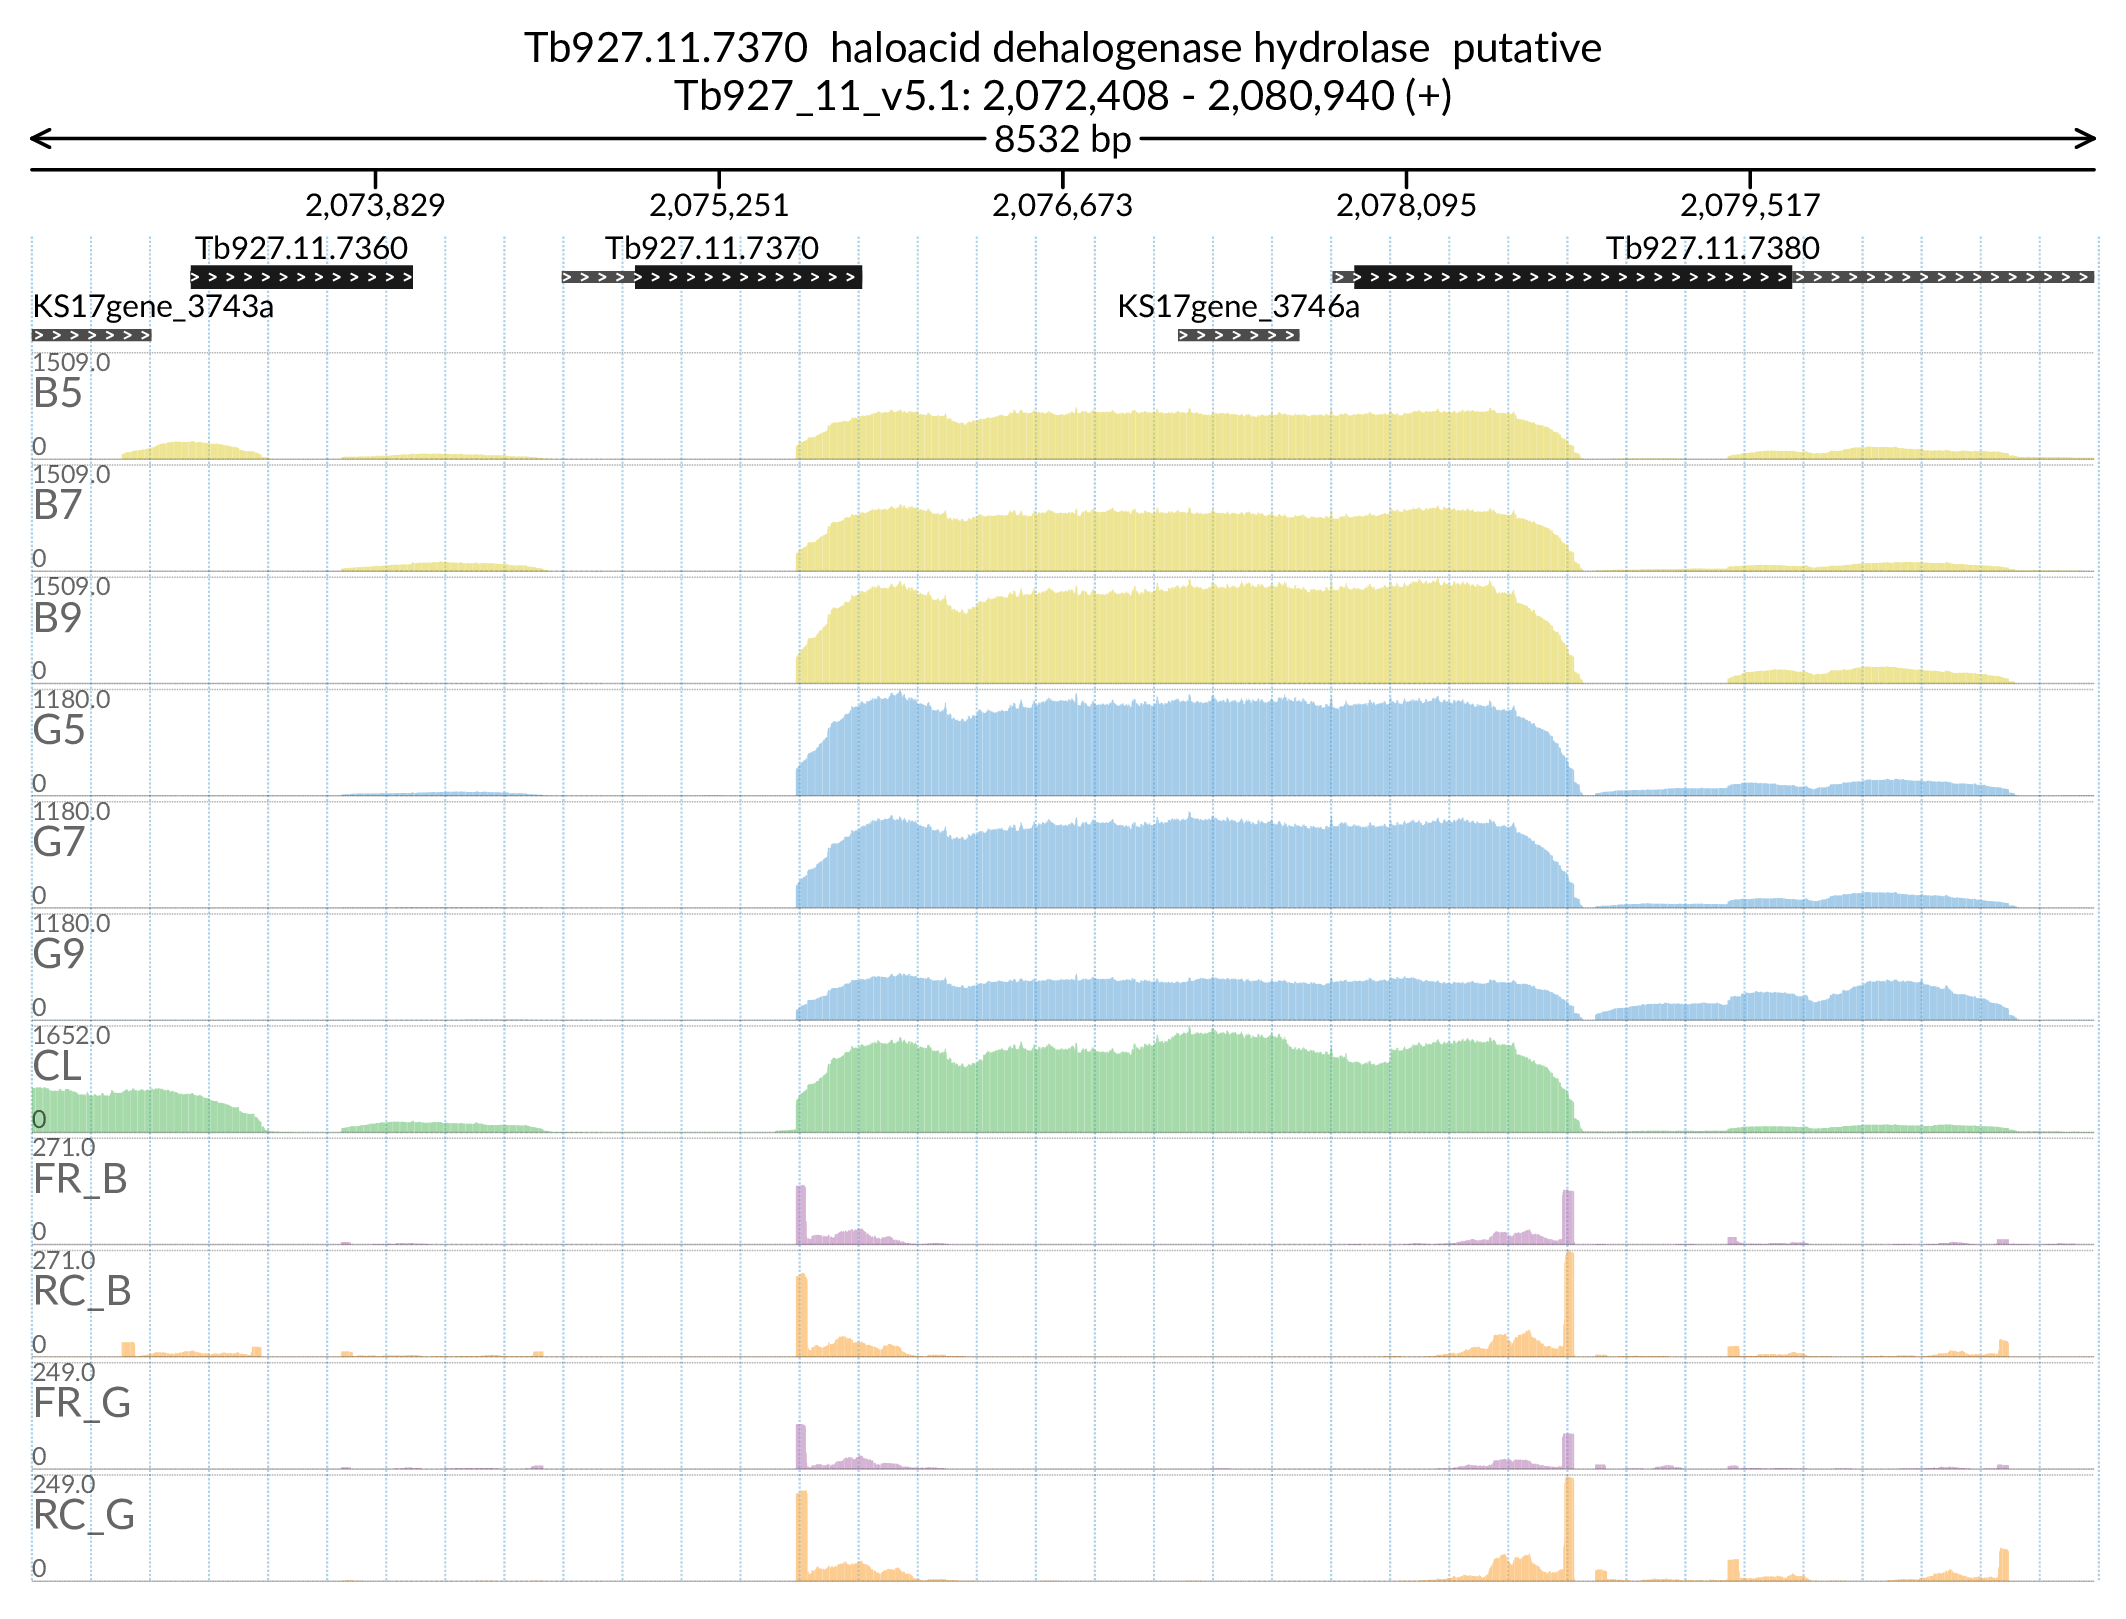 Tb927.11.7370 haloacid dehalogenase hydrolase putative
Tb927_11_v5.1: 2,072,408 - 2,080,940 (+)
8532 bp
2,073,829 2,075,251 2,076,673 2,078,095 2,079,517
Tb927.11.7360 Tb927.11.7370 Tb927.11.7380
KS17gene_3743a KS17gene_3746a
1509.0
B5
0
1509.0
B7
0
1509.0
B9
0
1180.0
G5
0
1180.0
G7
0
1180.0
G9
0
1652.0
CL
0
271.0
FR_B
0
271.0
RC_B
0
249.0
FR_G
0
249.0
RC_G
0